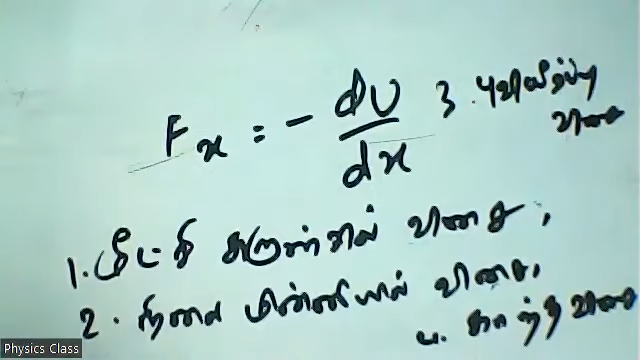 Fx = - dU/dx
3. புவியீர்ப்பு
விசை
1. மீட்சி சுருள்வில் விசை,
2. நிலை மின்னியல் விசை,
4. காந்த விசை
Physics Class